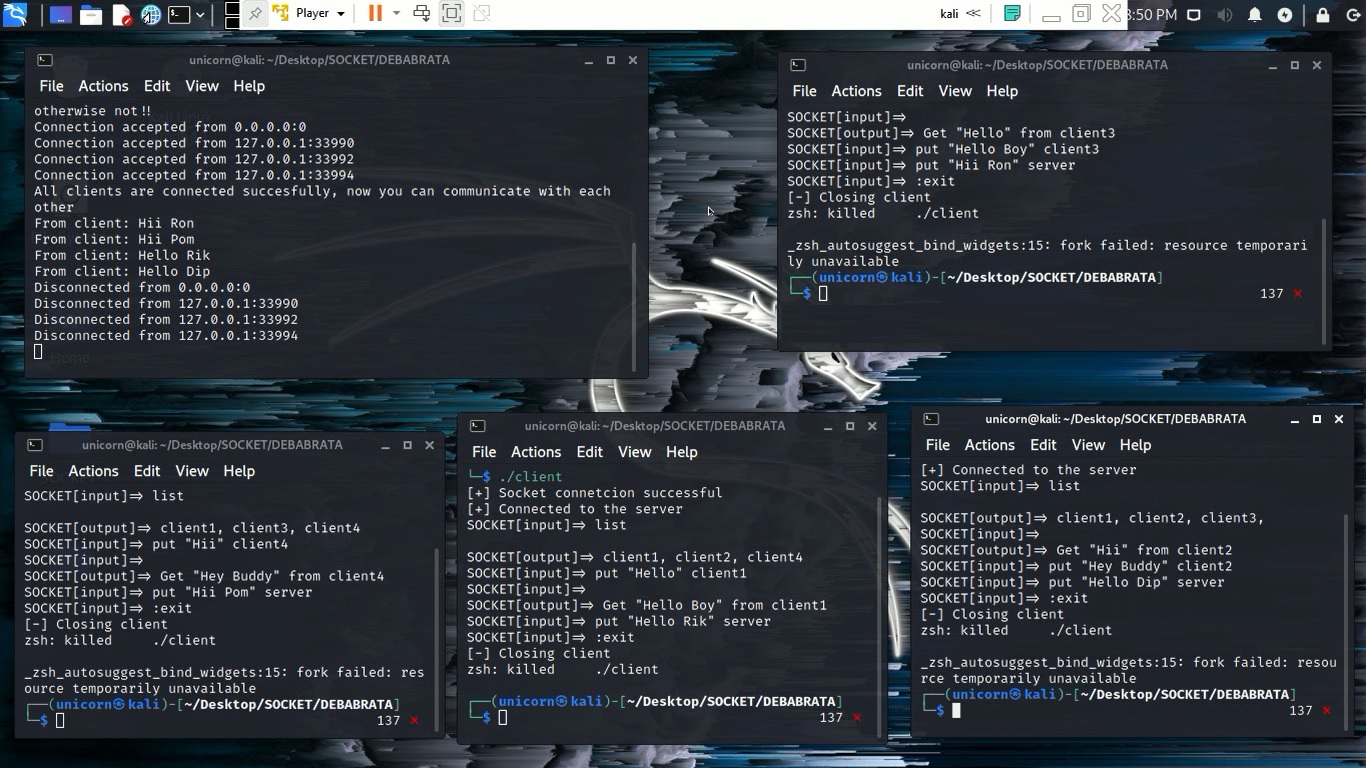 Player
kali
3:50 PM
unicorn@kali: ~/Desktop/SOCKET/DEBABRATA
File Actions Edit View Help
otherwise not!!
Connection accepted from 0.0.0.0:0
Connection accepted from 127.0.0.1:33990
Connection accepted from 127.0.0.1:33992
Connection accepted from 127.0.0.1:33994
All clients are connected succesfully, now you can communicate with each
other
From client: Hii Ron
From client: Hii Pom
From client: Hello Rik
From client: Hello Dip
Disconnected from 0.0.0.0:0
Disconnected from 127.0.0.1:33990
Disconnected from 127.0.0.1:33992
Disconnected from 127.0.0.1:33994
Home
unicorn@kali: ~/Desktop/SOCKET/DEBABRATA
File Actions Edit View Help
SOCKET[input]⇒
SOCKET[output]⇒ Get "Hello" from client3
SOCKET[input]⇒ put "Hello Boy" client3
SOCKET[input]⇒ put "Hii Ron" server
SOCKET[input]⇒ :exit
[-] Closing client
zsh: killed     ./client
_zsh_autosuggest_bind_widgets:15: fork failed: resource temporari
ly unavailable
┌──(unicorn㉿kali)-[~/Desktop/SOCKET/DEBABRATA]
└─$
137 ⨯
unicorn@kali: ~/Desktop/SOCKET/DEBABRATA
File Actions Edit View Help
SOCKET[input]⇒ list
SOCKET[output]⇒ client1, client3, client4
SOCKET[input]⇒ put "Hii" client4
SOCKET[input]⇒
SOCKET[output]⇒ Get "Hey Buddy" from client4
SOCKET[input]⇒ put "Hii Pom" server
SOCKET[input]⇒ :exit
[-] Closing client
zsh: killed     ./client
_zsh_autosuggest_bind_widgets:15: fork failed: res
ource temporarily unavailable
┌──(unicorn㉿kali)-[~/Desktop/SOCKET/DEBABRATA]
└─$
137 ⨯
unicorn@kali: ~/Desktop/SOCKET/DEBABRATA
File Actions Edit View Help
└─$ ./client
[+] Socket connetcion successful
[+] Connected to the server
SOCKET[input]⇒ list
SOCKET[output]⇒ client1, client2, client4
SOCKET[input]⇒ put "Hello" client1
SOCKET[input]⇒
SOCKET[output]⇒ Get "Hello Boy" from client1
SOCKET[input]⇒ put "Hello Rik" server
SOCKET[input]⇒ :exit
[-] Closing client
zsh: killed     ./client
┌──(unicorn㉿kali)-[~/Desktop/SOCKET/DEBABRATA]
└─$
137 ⨯
unicorn@kali: ~/Desktop/SOCKET/DEBABRATA
File Actions Edit View Help
[+] Connected to the server
SOCKET[input]⇒ list
SOCKET[output]⇒ client1, client2, client3,
SOCKET[input]⇒
SOCKET[output]⇒ Get "Hii" from client2
SOCKET[input]⇒ put "Hey Buddy" client2
SOCKET[input]⇒ put "Hello Dip" server
SOCKET[input]⇒ :exit
[-] Closing client
zsh: killed     ./client
_zsh_autosuggest_bind_widgets:15: fork failed: resou
rce temporarily unavailable
┌──(unicorn㉿kali)-[~/Desktop/SOCKET/DEBABRATA]
└─$
137 ⨯